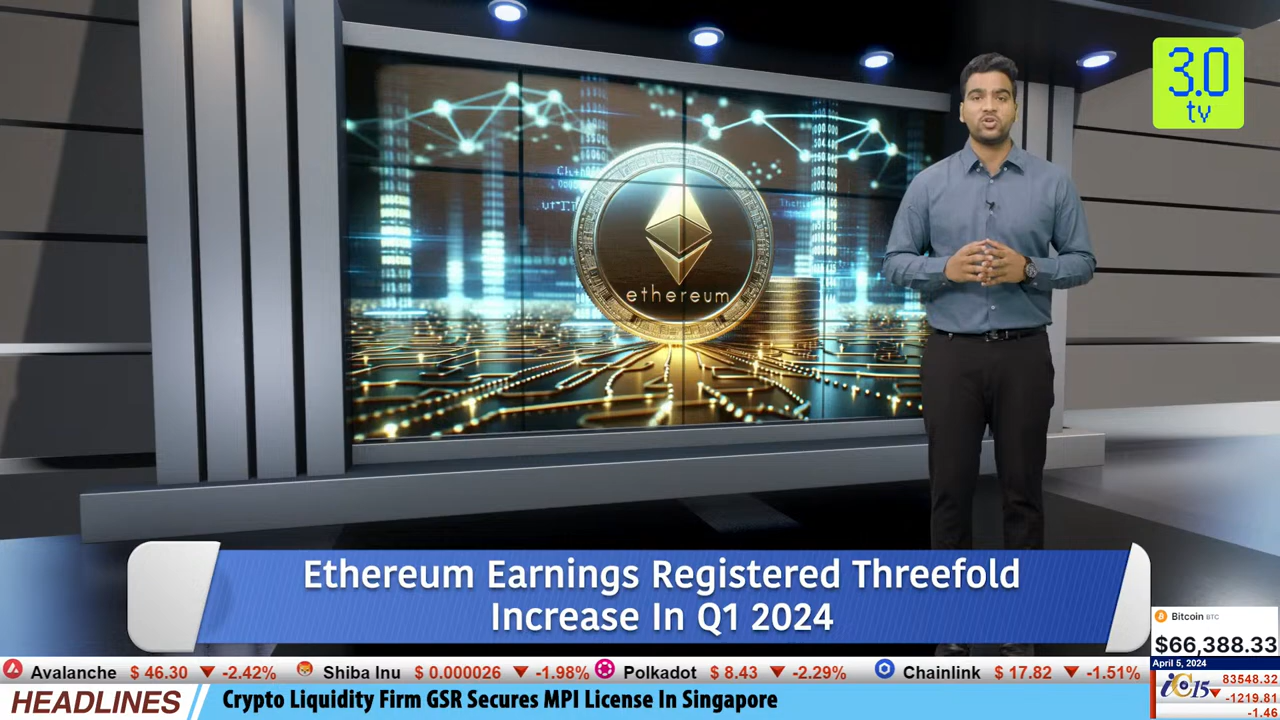 3.0
tv
ethereum
Ethereum Earnings Registered Threefold
Increase In Q1 2024
Bitcoin BTC
$66,388.33
April 5, 2024
Avalanche $ 46.30 ▼ -2.42% Shiba Inu $ 0.000026 ▼ -1.98% Polkadot $ 8.43 ▼ -2.29% Chainlink $ 17.82 ▼ -1.51%
83548.32
IC15 ▼ -1219.81
-1.46
HEADLINES Crypto Liquidity Firm GSR Secures MPI License In Singapore